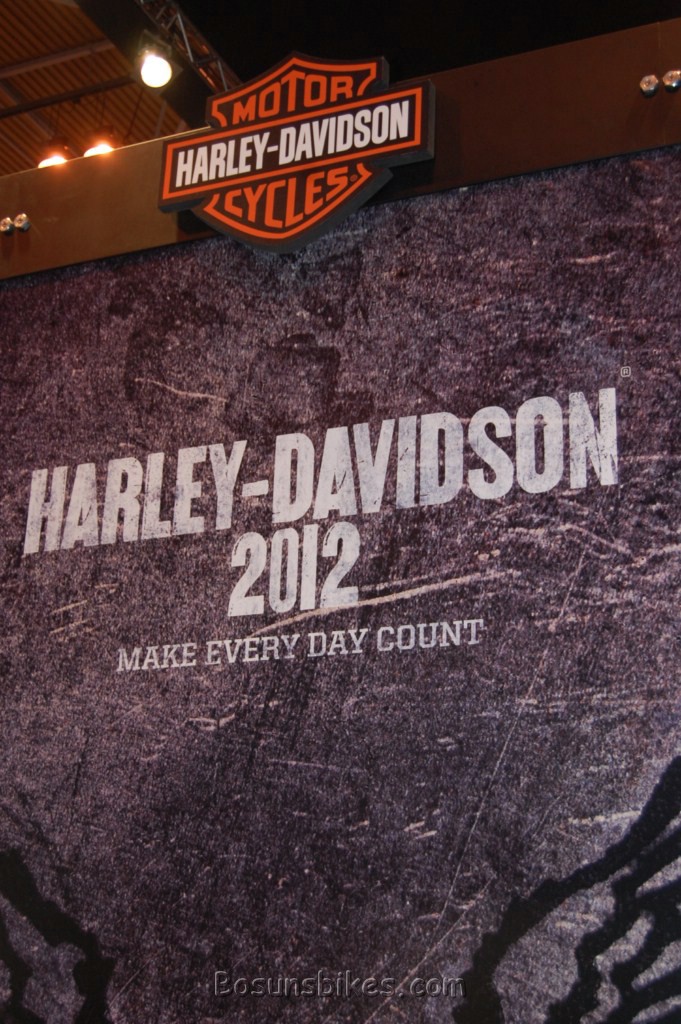 MOTOR
HARLEY-DAVIDSON
CYCLES®
HARLEY-DAVIDSON
2012
MAKE EVERY DAY COUNT
Bosunsbikes.com